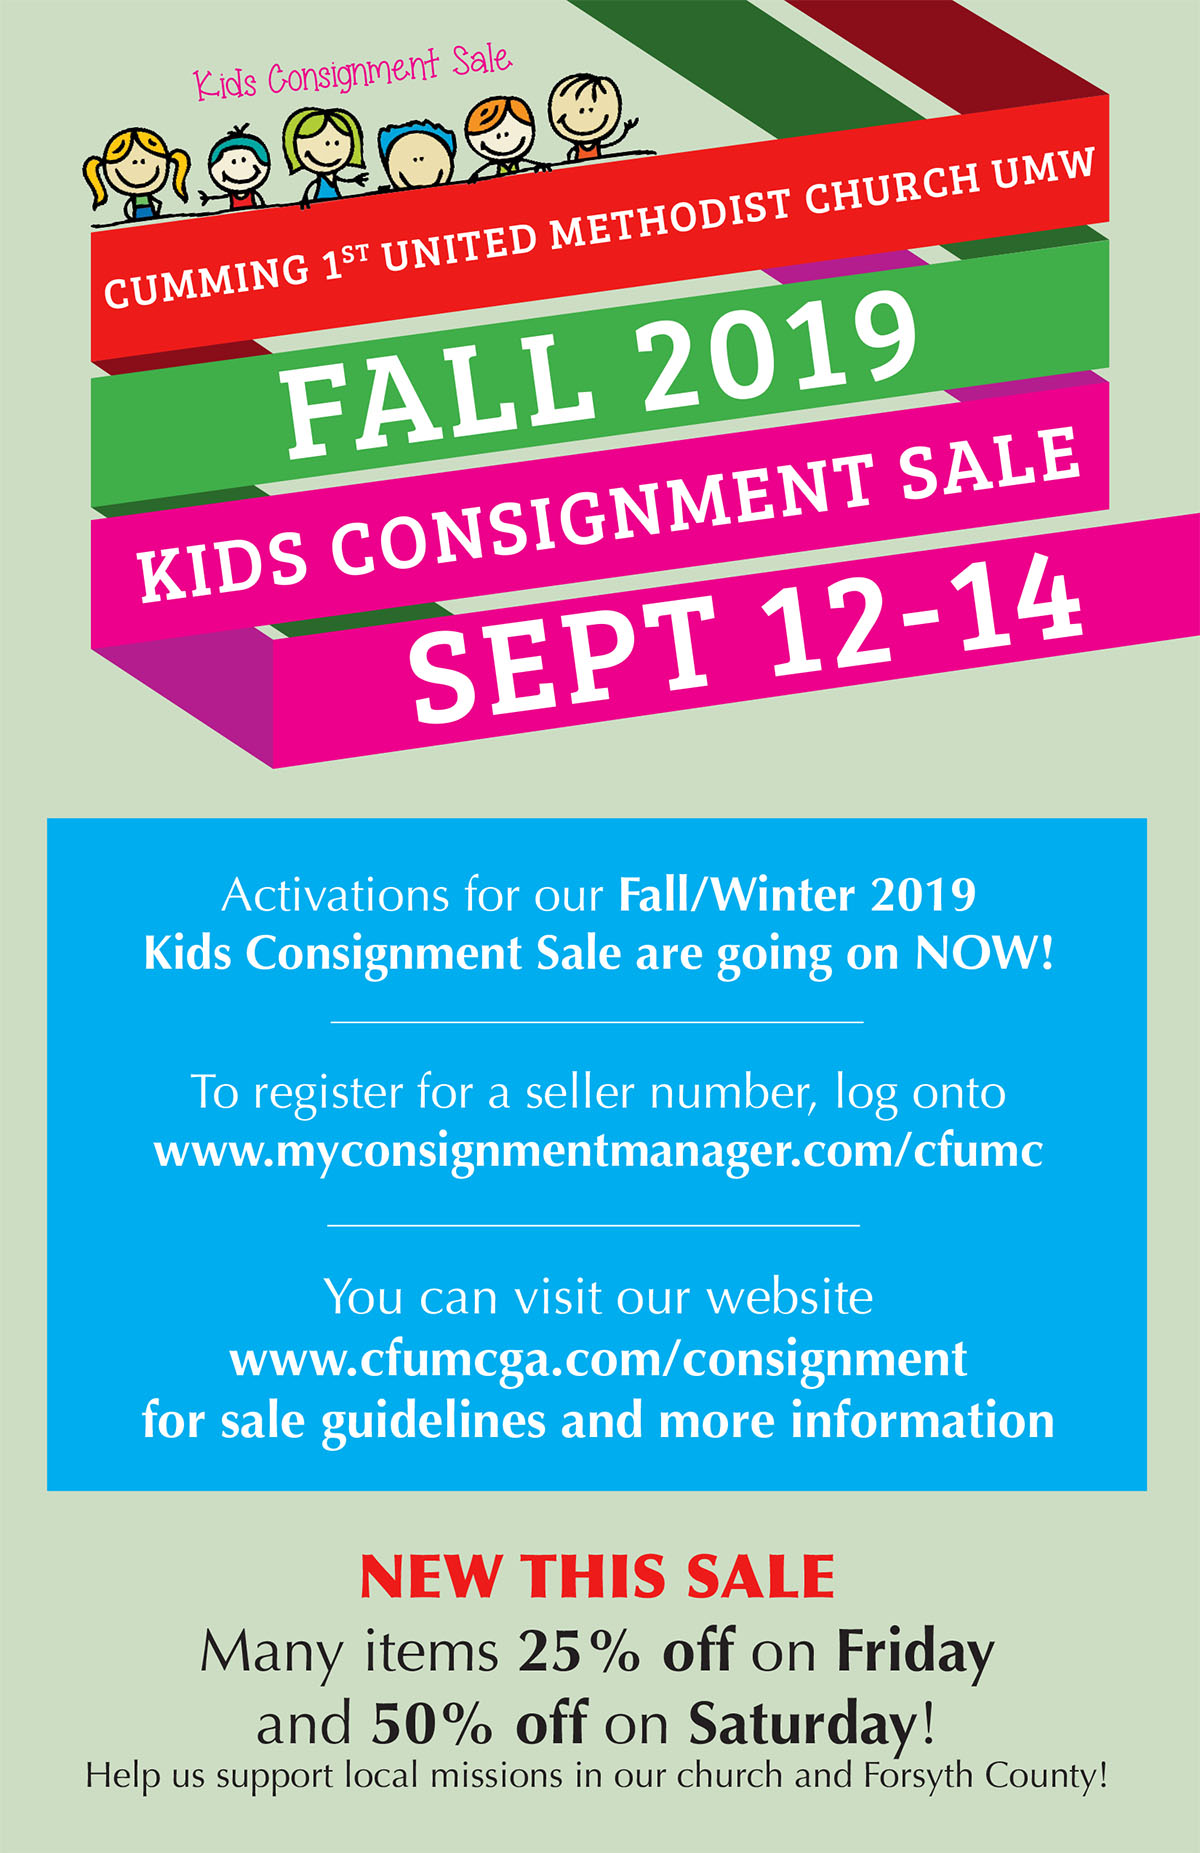 Kids Consignment Sale
CUMMING 1ST UNITED METHODIST CHURCH UMW
FALL 2019
KIDS CONSIGNMENT SALE
SEPT 12-14
Activations for our Fall/Winter 2019
Kids Consignment Sale are going on NOW!
To register for a seller number, log onto
www.myconsignmentmanager.com/cfumc
You can visit our website
www.cfumcga.com/consignment
for sale guidelines and more information
NEW THIS SALE
Many items 25% off on Friday
and 50% off on Saturday!
Help us support local missions in our church and Forsyth County!